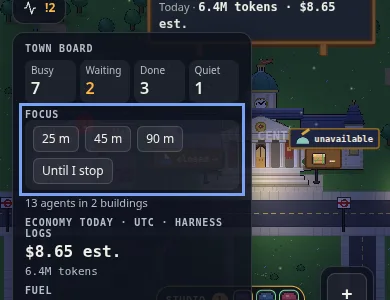 !2
Today · 6.4M tokens · $8.65
est.
TOWN BOARD
Busy Waiting Done Quiet
7 2 3 1
FOCUS
25 m 45 m 90 m
Until I stop
unavailable
13 agents in 2 buildings
ECONOMY TODAY · UTC · HARNESS
LOGS
$8.65 est.
6.4M tokens
FUEL
STUDIO
+